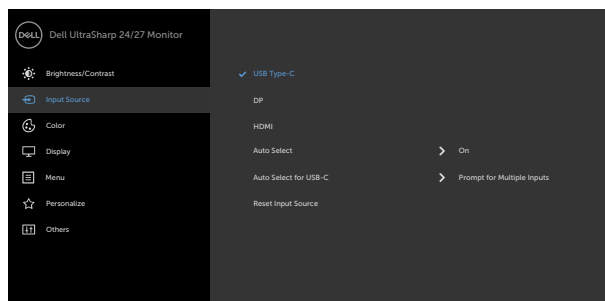 DELL Dell UltraSharp 24/27 Monitor
Brightness/Contrast
USB Type-C
Input Source
DP
Color
HDMI
Display
Auto Select On
Menu
Auto Select for USB-C Prompt for Multiple Inputs
Personalize
Reset Input Source
Others